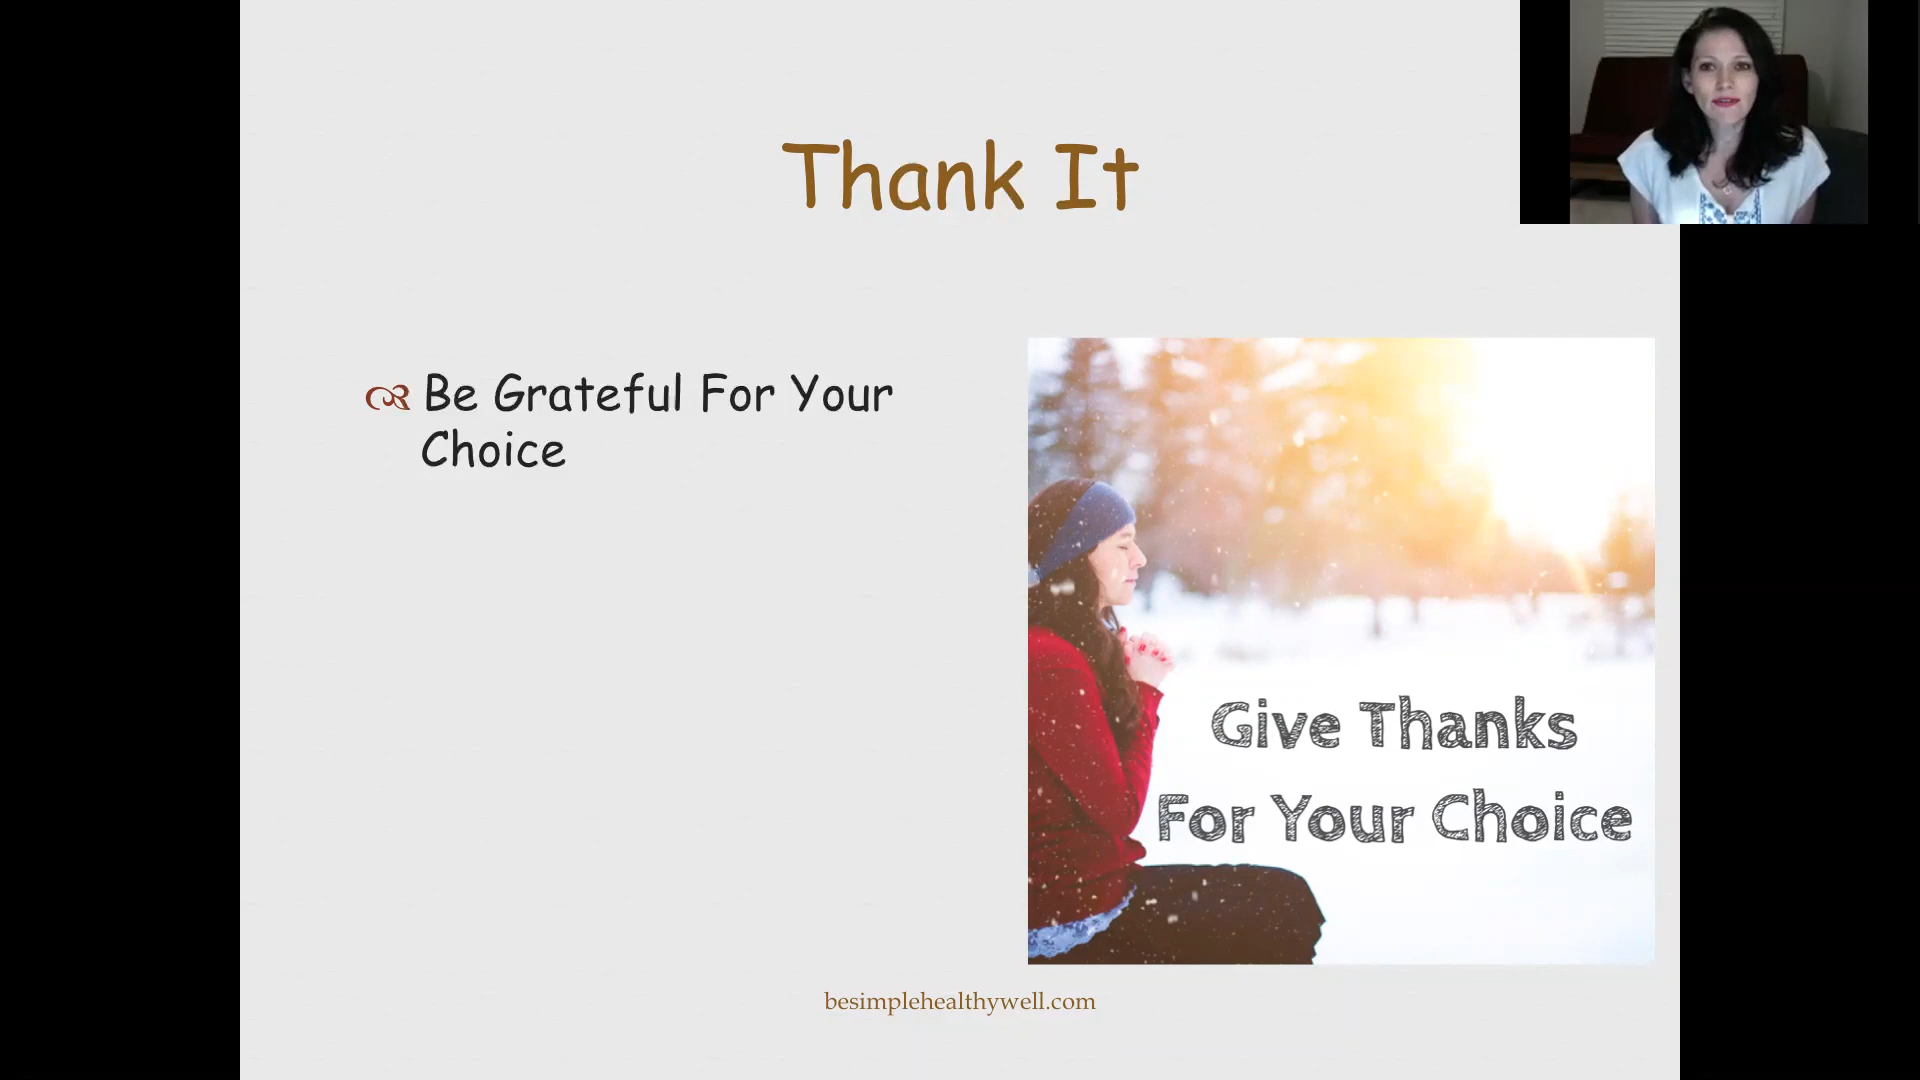 Thank It
Be Grateful For Your
Choice
Give Thanks
For Your Choice
besimplehealthywell.com